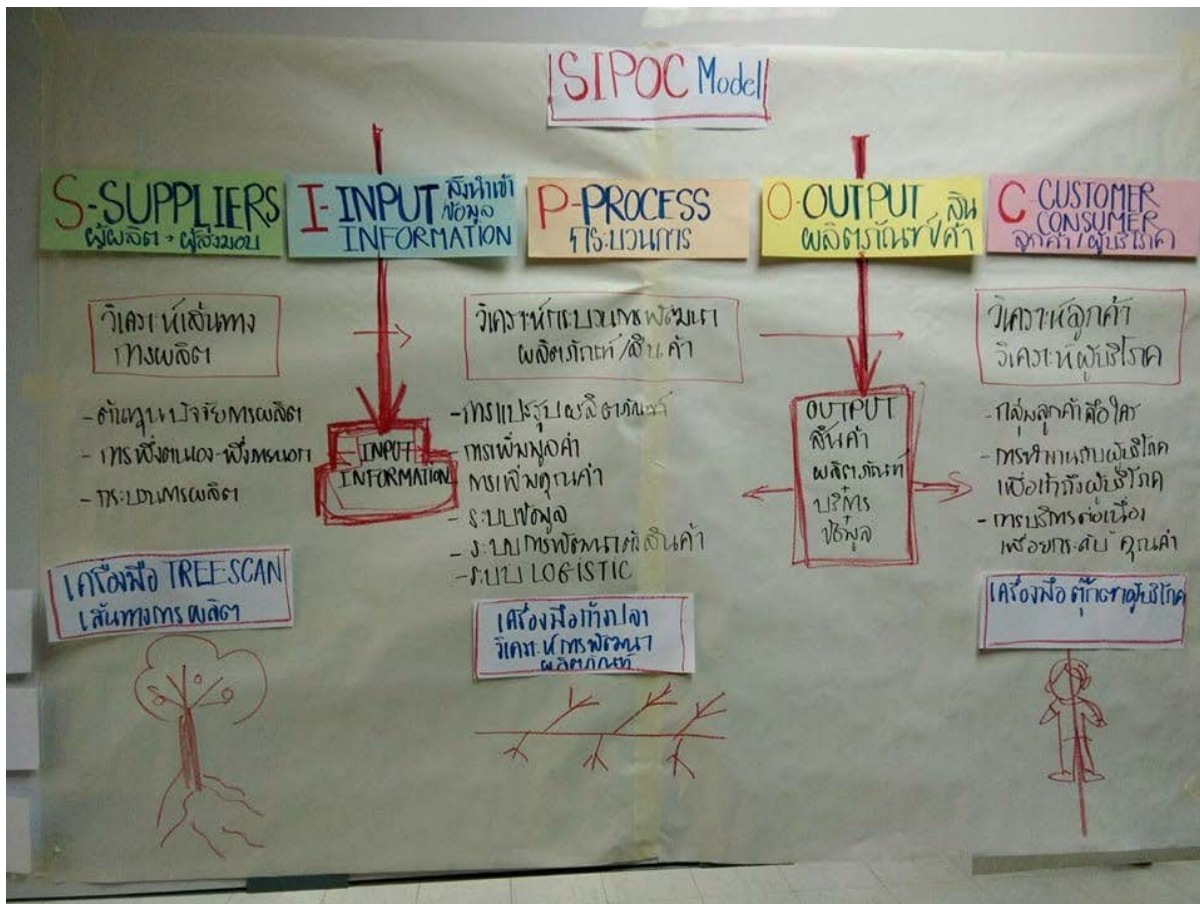 SIPOC Model
S-SUPPLIERS
ผู้ผลิต → ผู้ส่งมอบ
I-INPUT สิ่งนำเข้า
ข้อมูล
INFORMATION
P-PROCESS
กระบวนการ
O-OUTPUT สิน
ผลิตภัณฑ์/ค้า
C-CUSTOMER
CONSUMER
ลูกค้า/ผู้บริโภค
วิเคราะห์เส้นทาง
การผลิต
- ต้นทุนปัจจัยการผลิต
- การพึ่งตนเอง-พึ่งภายนอก
- กระบวนการผลิต
เครื่องมือ TREE-SCAN
เส้นทางการผลิต
INPUT
INFORMATION
วิเคราะห์กระบวนการพัฒนา
ผลิตภัณฑ์/สินค้า
- การแปรรูปผลิตภัณฑ์
- การเพิ่มมูลค่า
การเพิ่มคุณค่า
- ระบบข้อมูล
- ระบบการพัฒนาตัวสินค้า
- ระบบ LOGISTIC
เครื่องมือก้างปลา
วิเคราะห์การพัฒนา
ผลิตภัณฑ์
OUTPUT
สินค้า
ผลิตภัณฑ์
บริการ
ข้อมูล
วิเคราะห์ลูกค้า
วิเคราะห์ผู้บริโภค
- กลุ่มลูกค้าคือใคร
- การทำงานกับผู้บริโภค
เพื่อเข้าถึงผู้บริโภค
- การบริการต่อเนื่อง
เพื่อยกระดับ คุณค่า
เครื่องมือ ตุ๊กตาผู้บริโภค